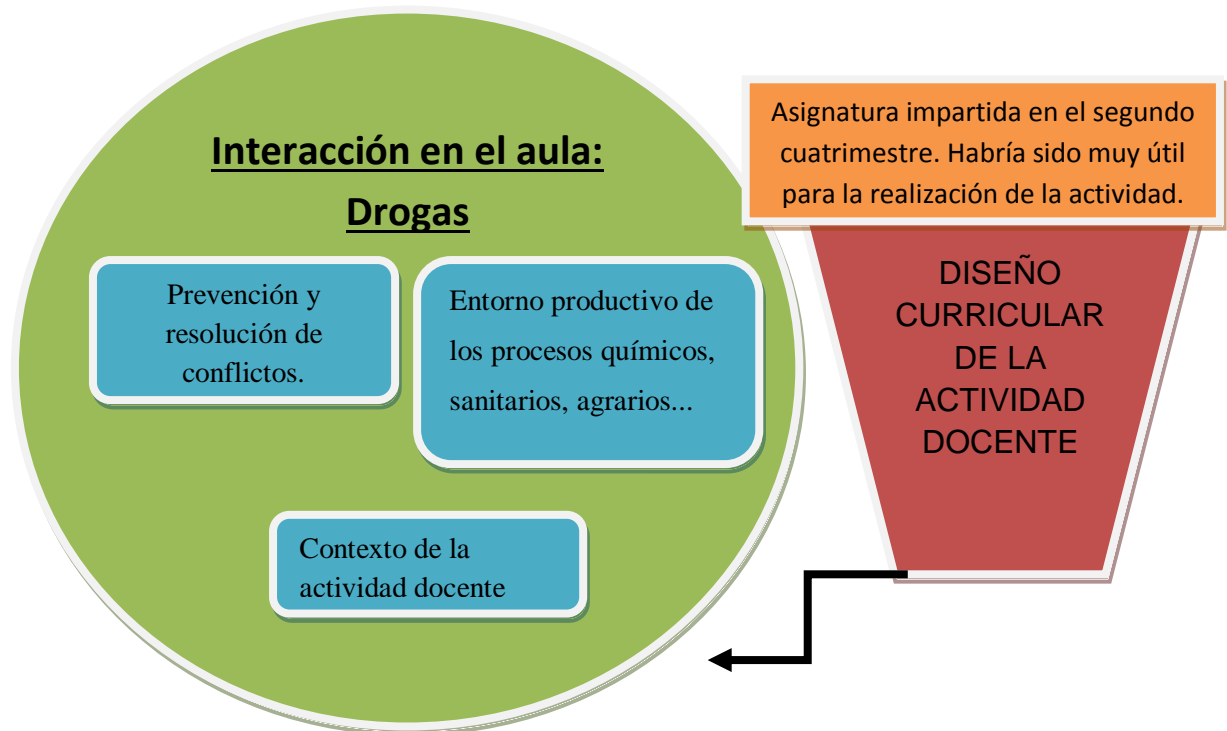 Interacción en el aula:
Drogas
Prevención y
resolución de
conflictos.
Entorno productivo de
los procesos químicos,
sanitarios, agrarios...
Contexto de la
actividad docente
Asignatura impartida en el segundo
cuatrimestre. Habría sido muy útil
para la realización de la actividad.
DISEÑO
CURRICULAR
DE LA
ACTIVIDAD
DOCENTE